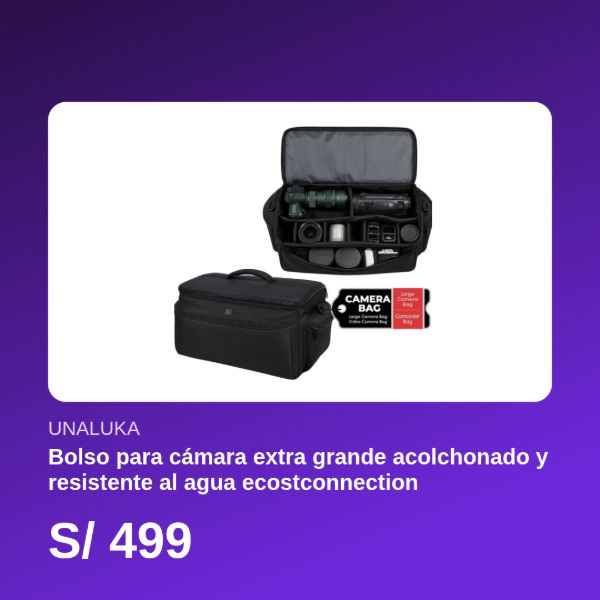 CAMERA
BAG
Large Camera Bag
Video Camera Bag
Large
Camera
Bag
Camcorder
Bag
UNALUKA
Bolso para cámara extra grande acolchonado y
resistente al agua ecostconnection
S/ 499